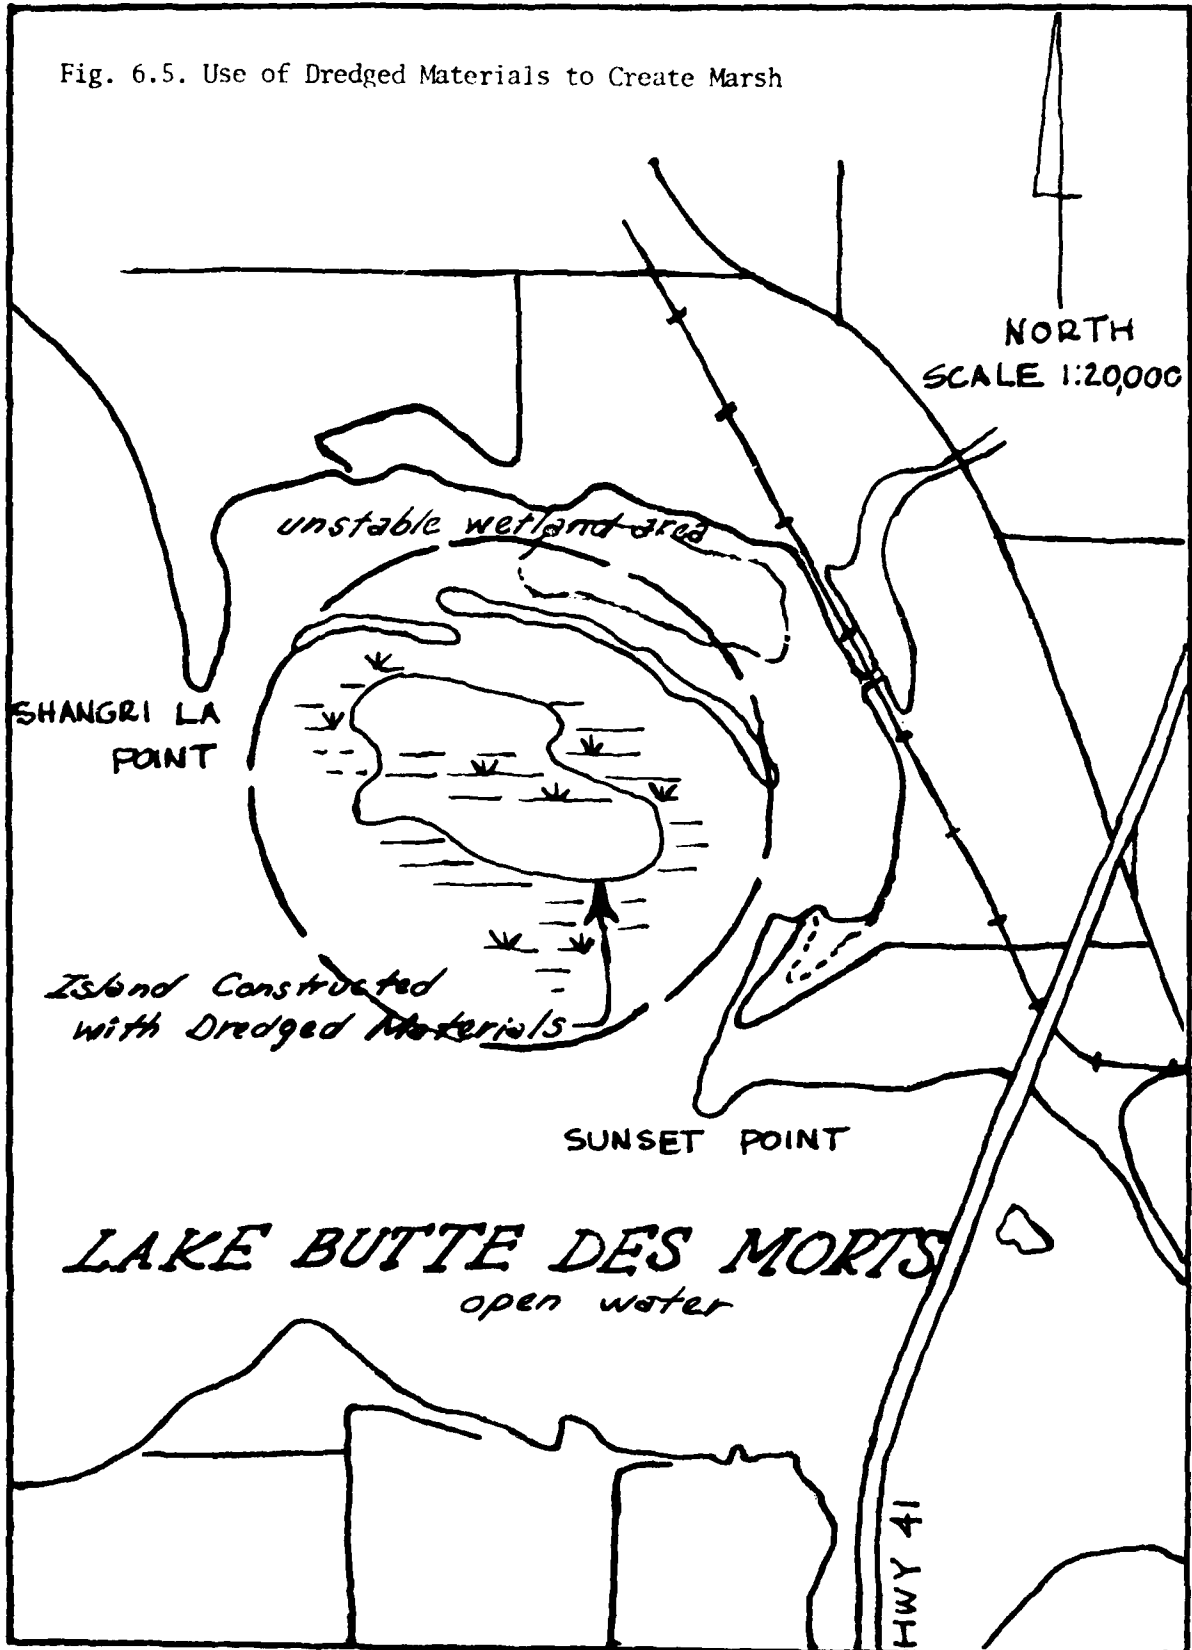 Fig. 6.5. Use of Dredged Materials to Create Marsh
NORTH
SCALE 1:20,000
unstable wetland area
SHANGRI LA
POINT
Island Constructed
with Dredged Materials
SUNSET POINT
LAKE BUTTE DES MORTS
open water
HWY 41